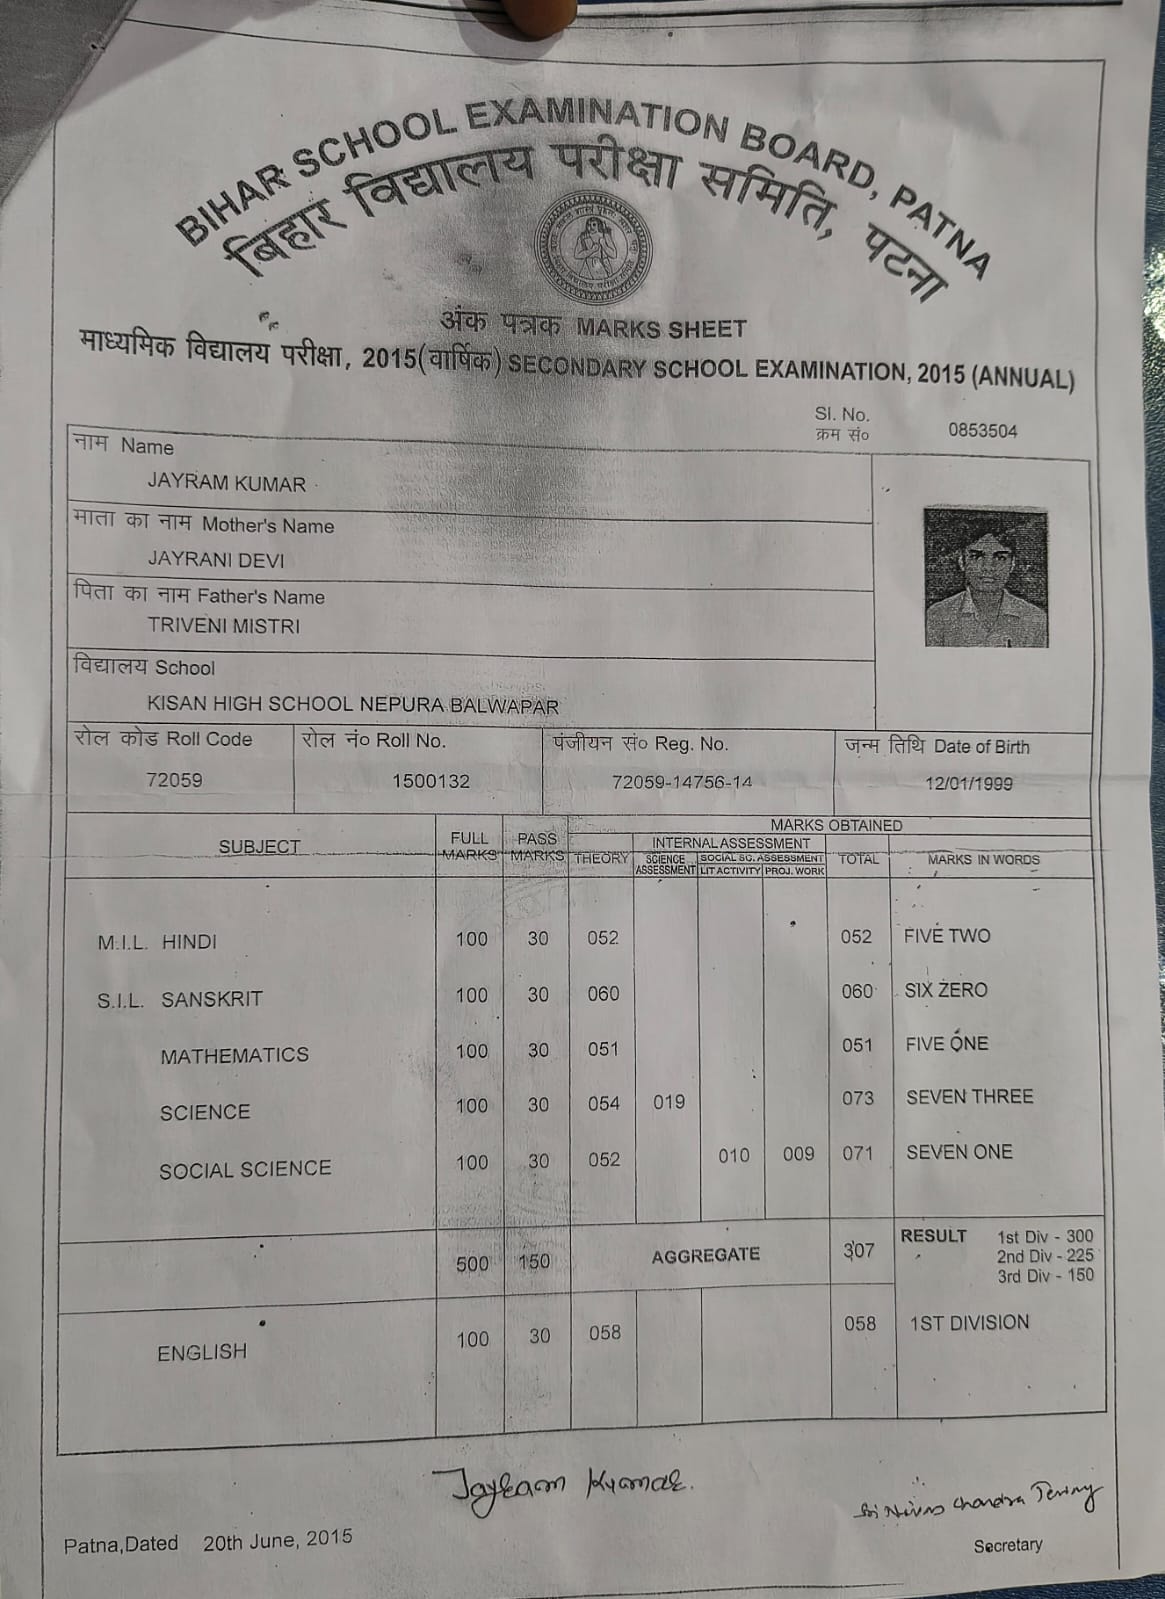 BIHAR SCHOOL EXAMINATION BOARD, PATNA
बिहार विद्यालय परीक्षा समिति, पटना
अंक पत्रक MARKS SHEET
माध्यमिक विद्यालय परीक्षा, 2015(वार्षिक) SECONDARY SCHOOL EXAMINATION, 2015 (ANNUAL)
Sl. No.
क्रम सं० 0853504
नाम Name
JAYRAM KUMAR
माता का नाम Mother's Name
JAYRANI DEVI
पिता का नाम Father's Name
TRIVENI MISTRI
विद्यालय School
KISAN HIGH SCHOOL NEPURA BALWAPAR
रोल कोड Roll Code रोल नं० Roll No. पंजीयन सं० Reg. No. जन्म तिथि Date of Birth
72059 1500132 72059-14756-14 12/01/1999
MARKS OBTAINED
SUBJECT FULL MARKS PASS MARKS THEORY INTERNAL ASSESSMENT TOTAL MARKS IN WORDS
SCIENCE ASSESSMENT SOCIAL SC. ASSESSMENT
LIT ACTIVITY PROJ. WORK
M.I.L. HINDI 100 30 052 052 FIVE TWO
S.I.L. SANSKRIT 100 30 060 060 SIX ZERO
MATHEMATICS 100 30 051 051 FIVE ONE
SCIENCE 100 30 054 019 073 SEVEN THREE
SOCIAL SCIENCE 100 30 052 010 009 071 SEVEN ONE
500 150 AGGREGATE 307 RESULT 1st Div - 300
2nd Div - 225
3rd Div - 150
ENGLISH 100 30 058 058 1ST DIVISION
Jayram Kumar.
Chandra
Patna,Dated 20th June, 2015
Secretary